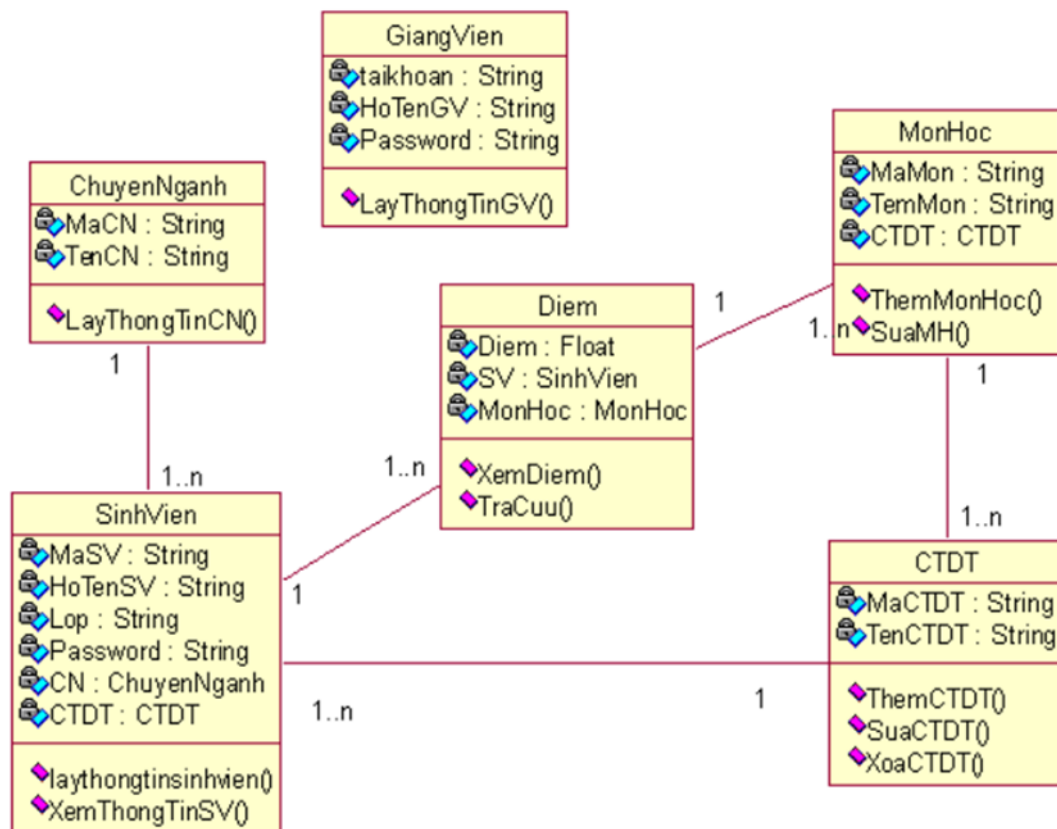 GiangVien
taikhoan : String
HoTenGV : String
Password : String
LayThongTinGV()
MonHoc
MaMon : String
TemMon : String
CTDT : CTDT
ThemMonHoc()
SuaMH()
ChuyenNganh
MaCN : String
TenCN : String
LayThongTinCN()
Diem
Diem : Float
SV : SinhVien
MonHoc : MonHoc
XemDiem()
TraCuu()
1
1..n
1
1..n
1..n
1
1
1..n
SinhVien
MaSV : String
HoTenSV : String
Lop : String
Password : String
CN : ChuyenNganh
CTDT : CTDT
laythongtinsinhvien()
XemThongTinSV()
1..n
1
CTDT
MaCTDT : String
TenCTDT : String
ThemCTDT()
SuaCTDT()
XoaCTDT()